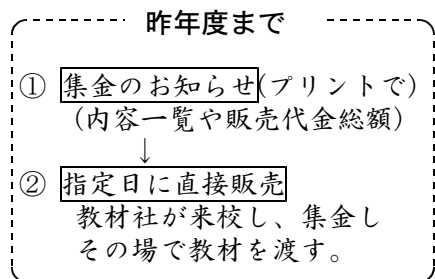 昨年度まで
① 集金のお知らせ(プリントで)
(内容一覧や販売代金総額)
↓
② 指定日に直接販売
教材社が来校し、集金し
その場で教材を渡す。